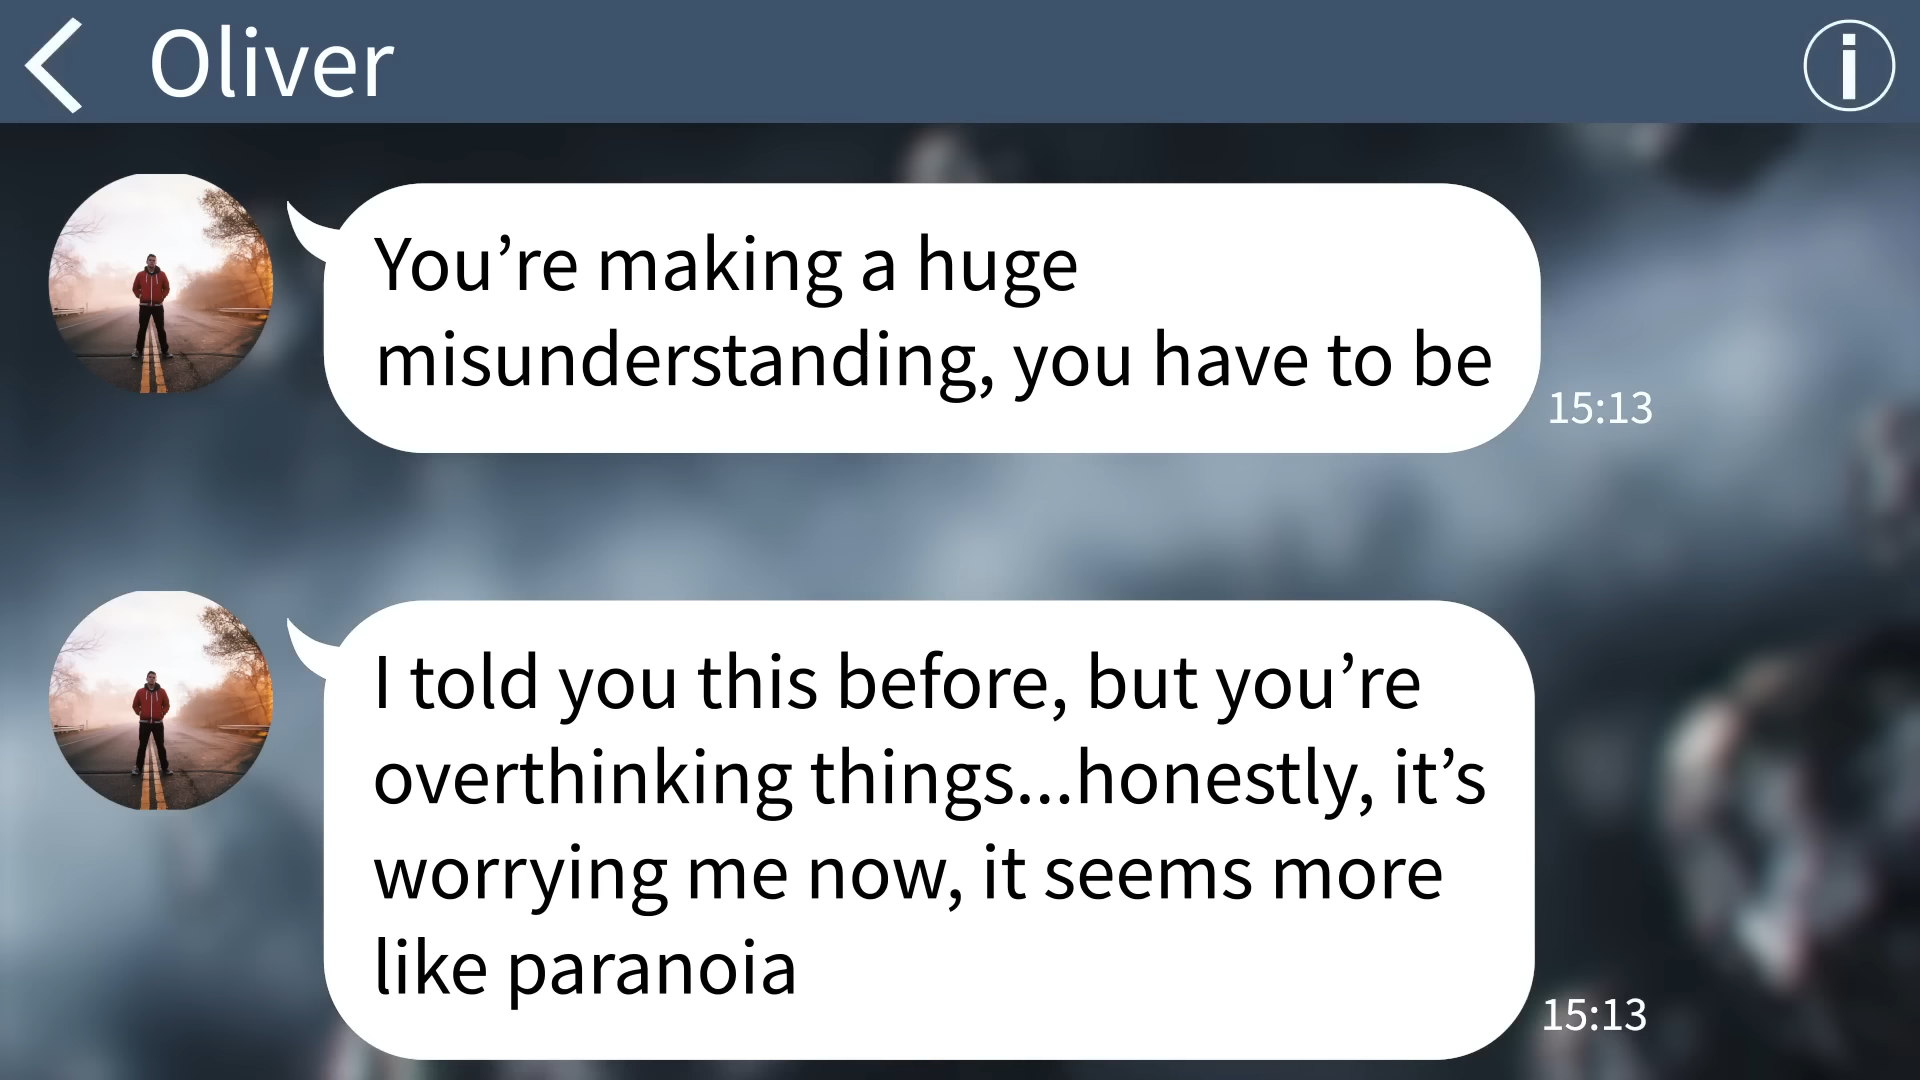 Oliver
You’re making a huge
misunderstanding, you have to be
15:13
I told you this before, but you’re
overthinking things...honestly, it’s
worrying me now, it seems more
like paranoia
15:13